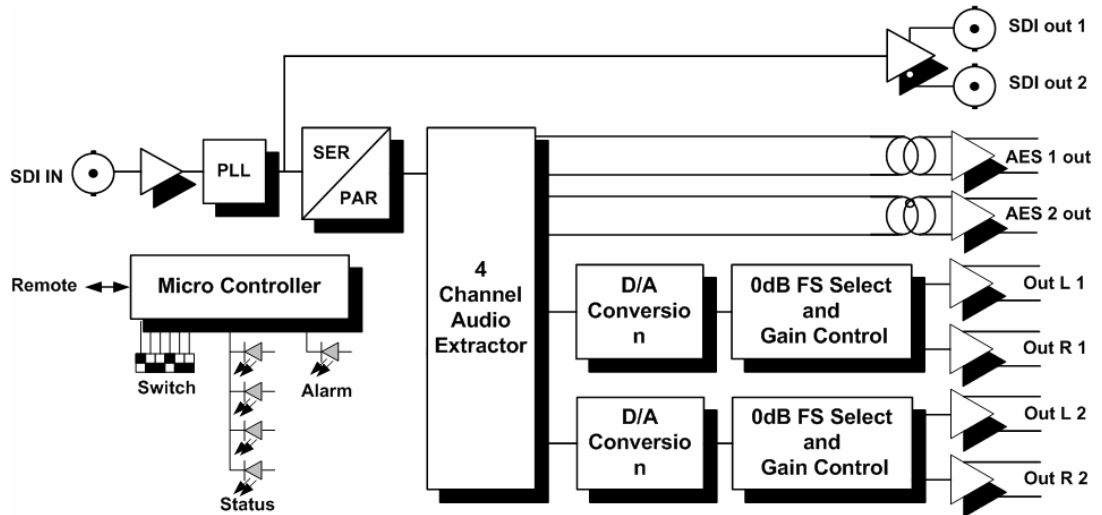 SDI out 1
SDI out 2
SDI IN
PLL
SER
PAR
AES 1 out
AES 2 out
4
Channel
Audio
Extractor
Remote
Micro Controller
Switch
Alarm
Status
D/A
Conversio
n
0dB FS Select
and
Gain Control
Out L 1
Out R 1
D/A
Conversio
n
0dB FS Select
and
Gain Control
Out L 2
Out R 2